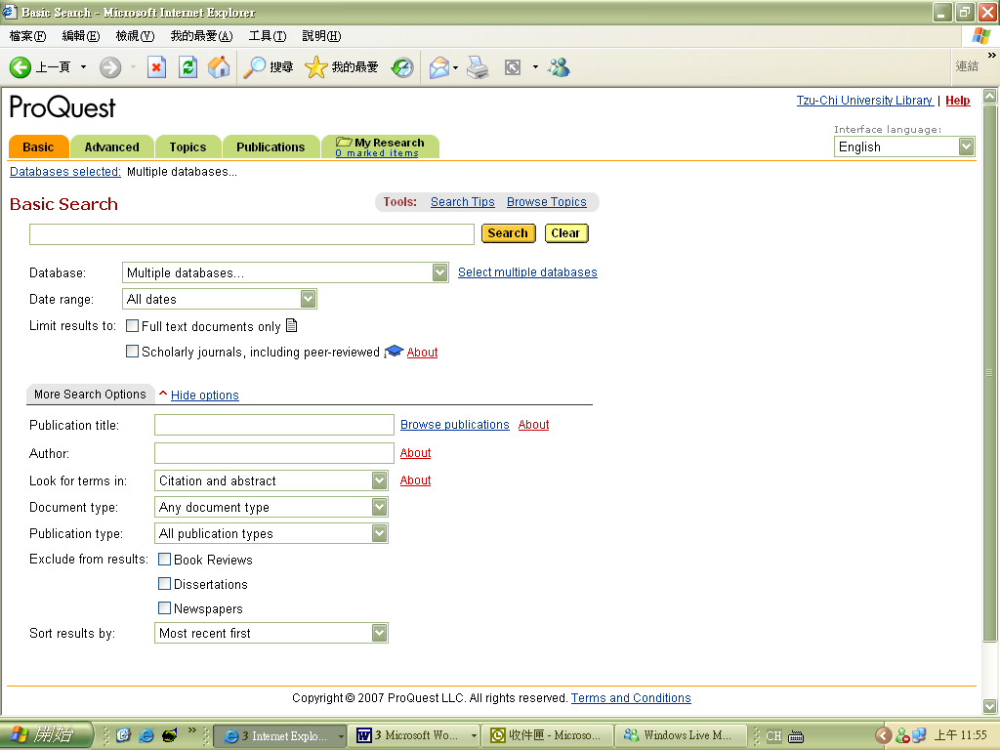 Basic Search - Microsoft Internet Explorer
檔案(F) 編輯(E) 檢視(V) 我的最愛(A) 工具(T) 說明(H)
上一頁 搜尋 我的最愛 連結 »
ProQuest
Tzu-Chi University Library | Help
Interface language:
English
Basic Advanced Topics Publications My Research
0 marked items
Databases selected: Multiple databases...
Basic Search
Tools: Search Tips Browse Topics
Search Clear
Database: Multiple databases... Select multiple databases
Date range: All dates
Limit results to: Full text documents only
Scholarly journals, including peer-reviewed About
More Search Options ^ Hide options
Publication title: Browse publications About
Author: About
Look for terms in: Citation and abstract About
Document type: Any document type
Publication type: All publication types
Exclude from results: Book Reviews
Dissertations
Newspapers
Sort results by: Most recent first
Copyright © 2007 ProQuest LLC. All rights reserved. Terms and Conditions
開始 » 3 Internet Explo... 3 Microsoft Wo... 收件匣 - Microso... Windows Live M... CH 上午 11:55